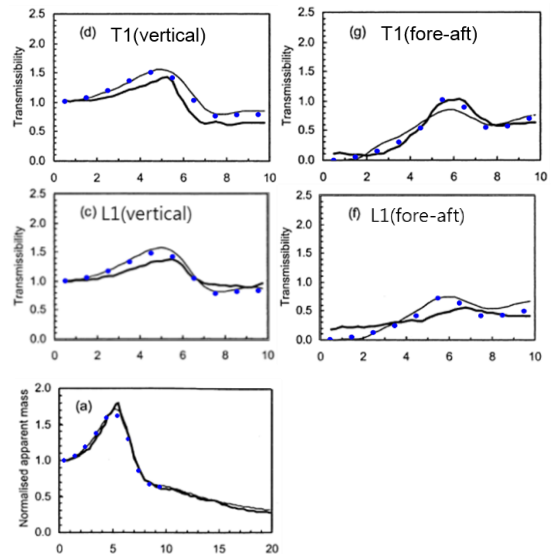 (d) T1(vertical)
Transmissibility
2.5
2.0
1.5
1.0
0.5
0.0
0 2 4 6 8 10
(g) T1(fore-aft)
Transmissibility
2.5
2.0
1.5
1.0
0.5
0.0
0 2 4 6 8 10
(c) L1(vertical)
Transmissibility
2.5
2.0
1.5
1.0
0.5
0.0
0 2 4 6 8 10
(f) L1(fore-aft)
Transmissibility
2.5
2.0
1.5
1.0
0.5
0.0
0 2 4 6 8 10
(a)
Normalised apparent mass
2.0
1.5
1.0
0.5
0.0
0 5 10 15 20